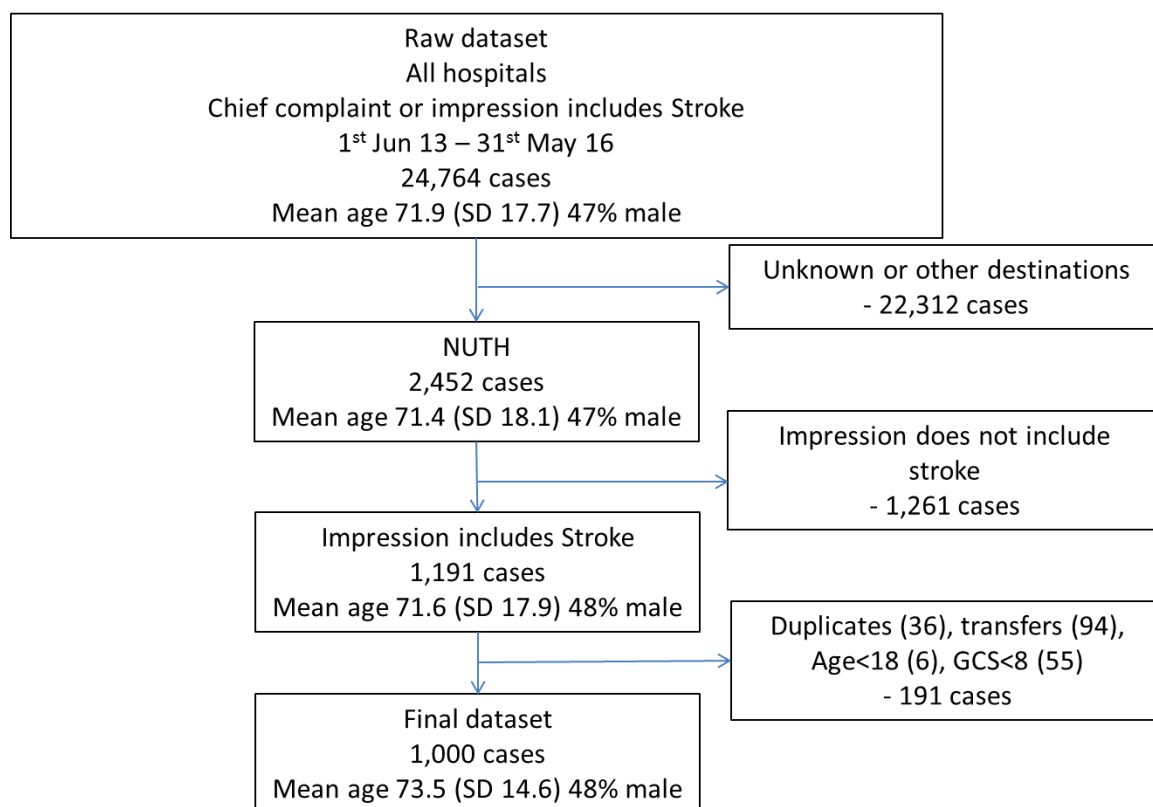 Raw dataset
All hospitals
Chief complaint or impression includes Stroke
1st Jun 13 – 31st May 16
24,764 cases
Mean age 71.9 (SD 17.7) 47% male
Unknown or other destinations
- 22,312 cases
NUTH
2,452 cases
Mean age 71.4 (SD 18.1) 47% male
Impression does not include
stroke
- 1,261 cases
Impression includes Stroke
1,191 cases
Mean age 71.6 (SD 17.9) 48% male
Duplicates (36), transfers (94),
Age<18 (6), GCS<8 (55)
- 191 cases
Final dataset
1,000 cases
Mean age 73.5 (SD 14.6) 48% male